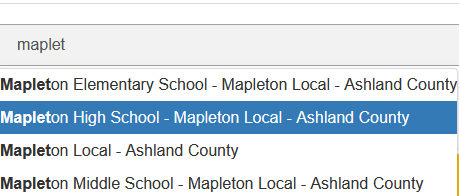 maplet
Mapleton Elementary School - Mapleton Local - Ashland County
Mapleton High School - Mapleton Local - Ashland County
Mapleton Local - Ashland County
Mapleton Middle School - Mapleton Local - Ashland County